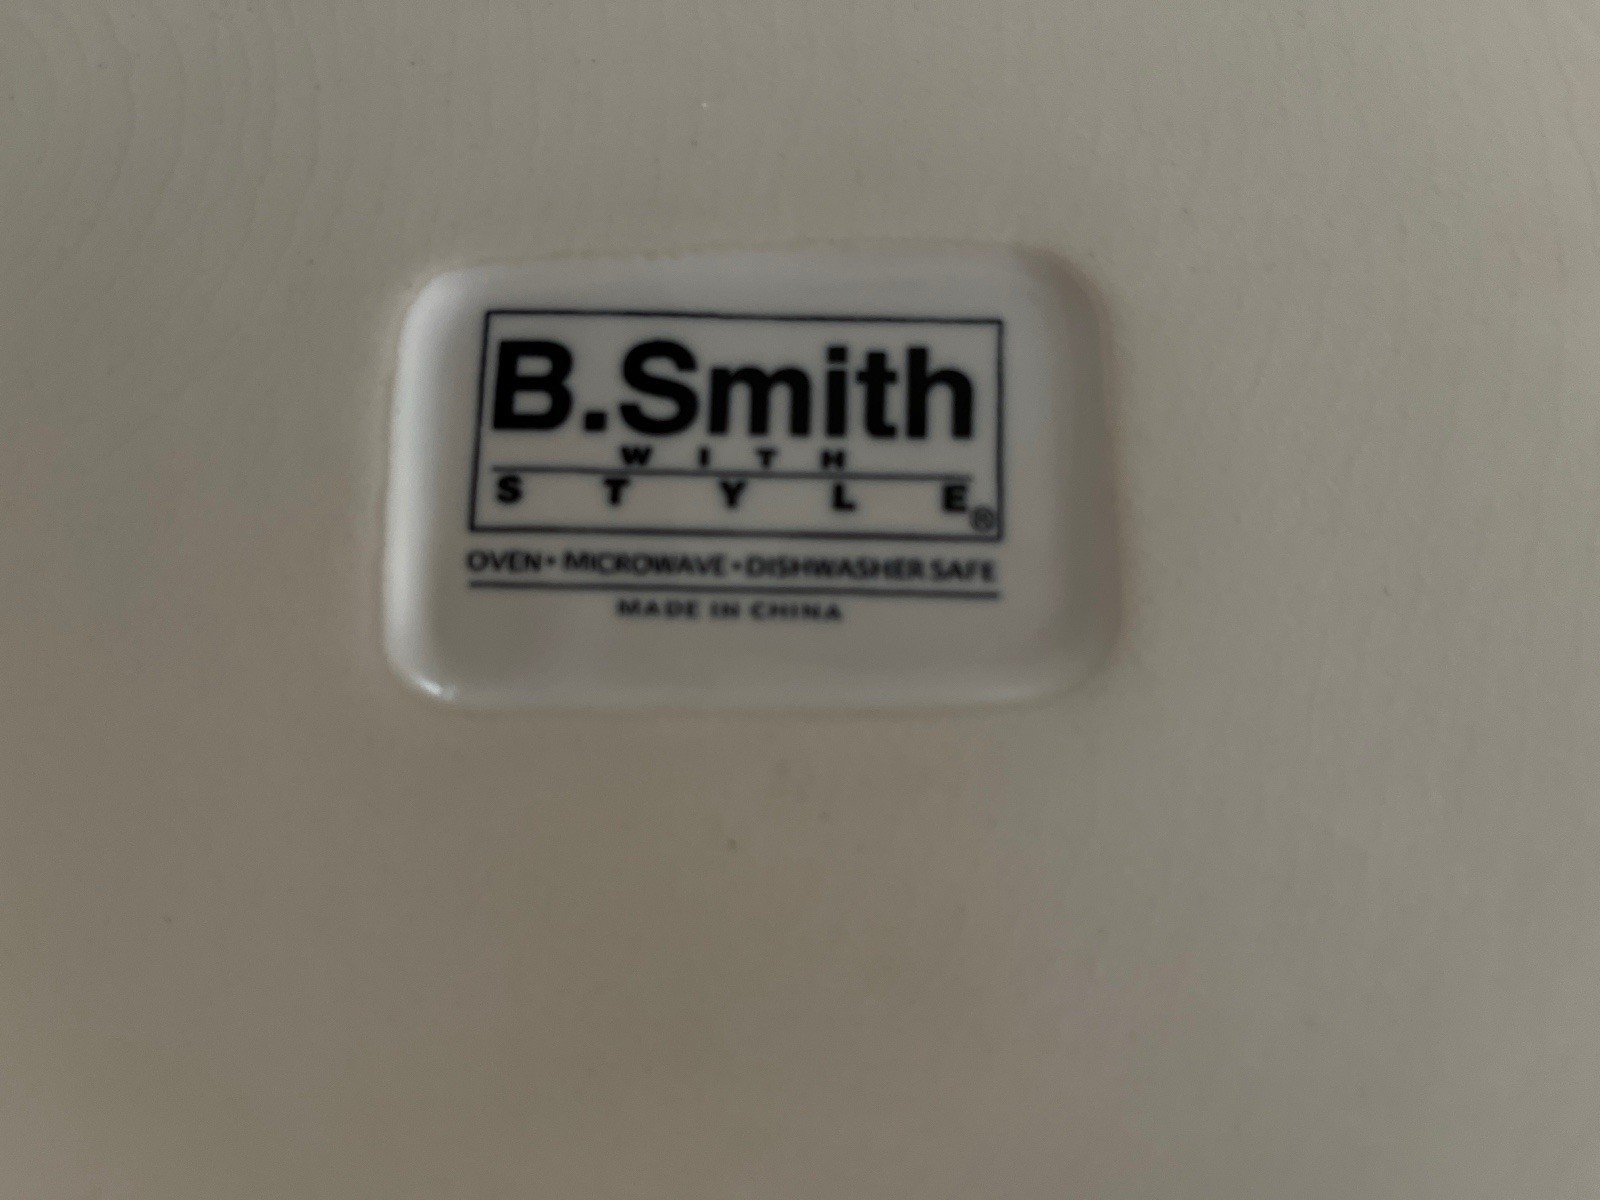 B.Smith
WITH
STYLE®
OVEN • MICROWAVE • DISHWASHER SAFE
MADE IN CHINA